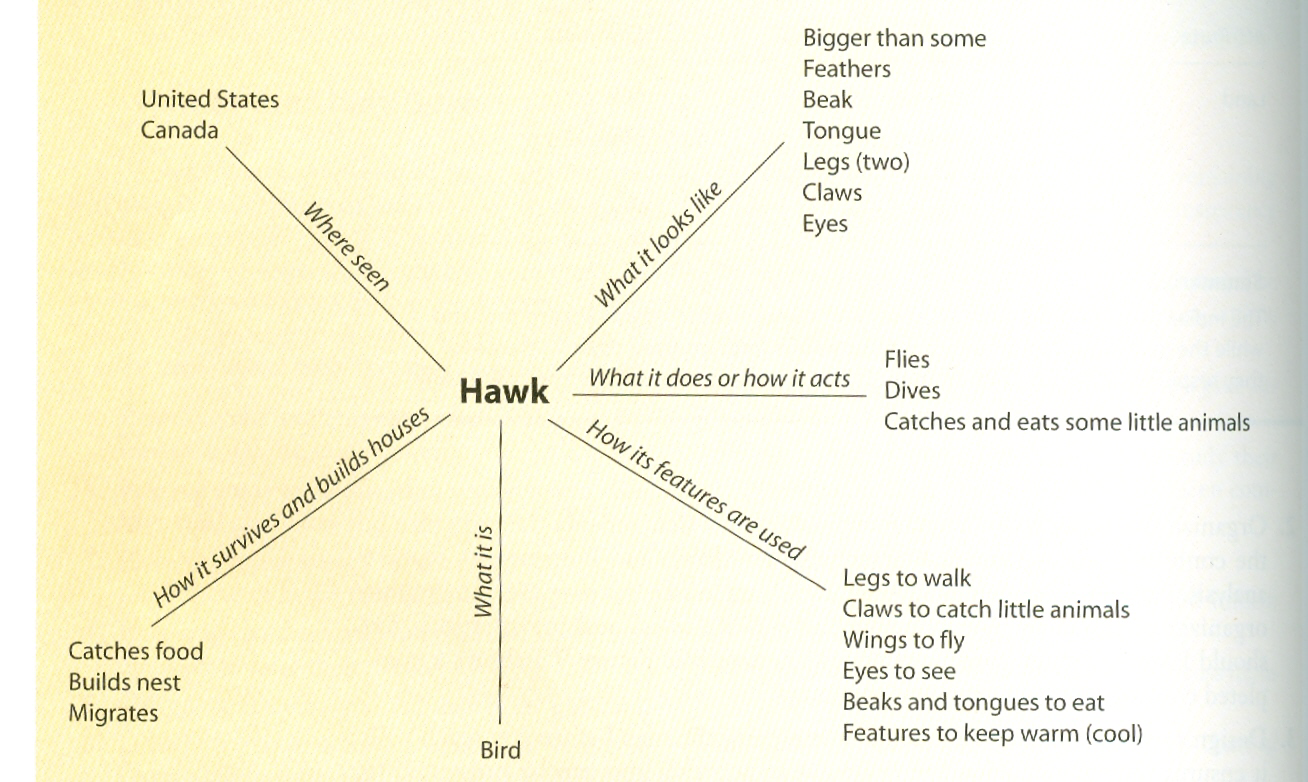 Bigger than some
Feathers
Beak
Tongue
Legs (two)
Claws
Eyes
United States
Canada
Where seen
What it looks like
Hawk
What it does or how it acts
Flies
Dives
Catches and eats some little animals
How its features are used
Legs to walk
Claws to catch little animals
Wings to fly
Eyes to see
Beaks and tongues to eat
Features to keep warm (cool)
What it is
Bird
How it survives and builds houses
Catches food
Builds nest
Migrates